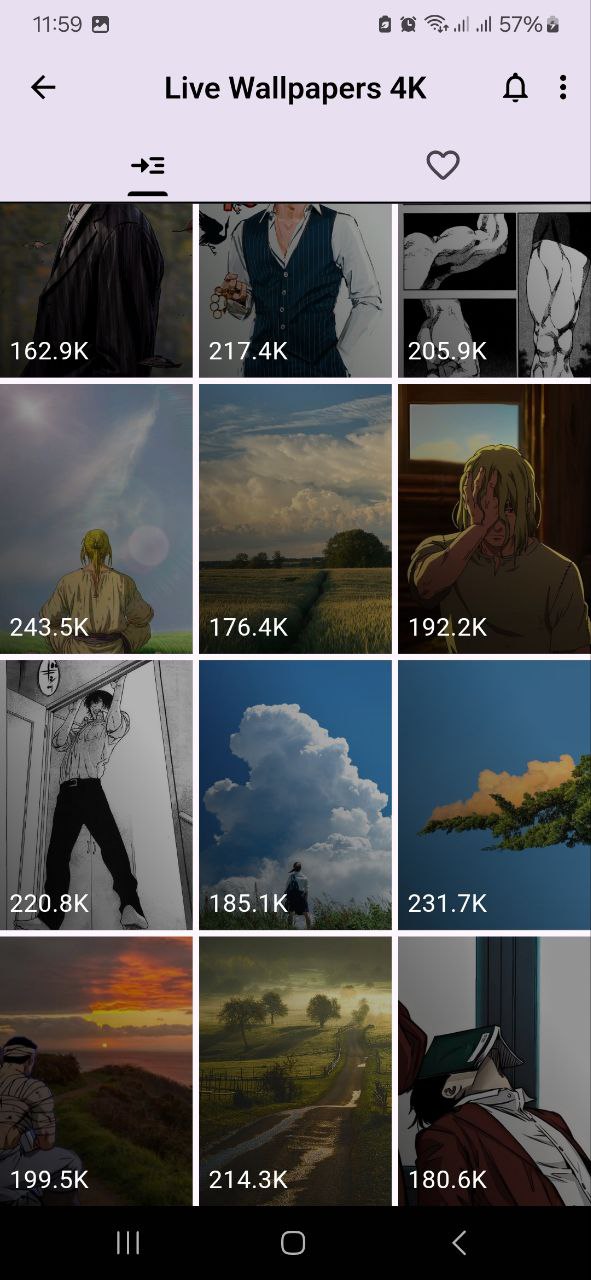 11:59
57%
Live Wallpapers 4K
162.9K
217.4K
205.9K
243.5K
176.4K
192.2K
220.8K
185.1K
231.7K
199.5K
214.3K
180.6K